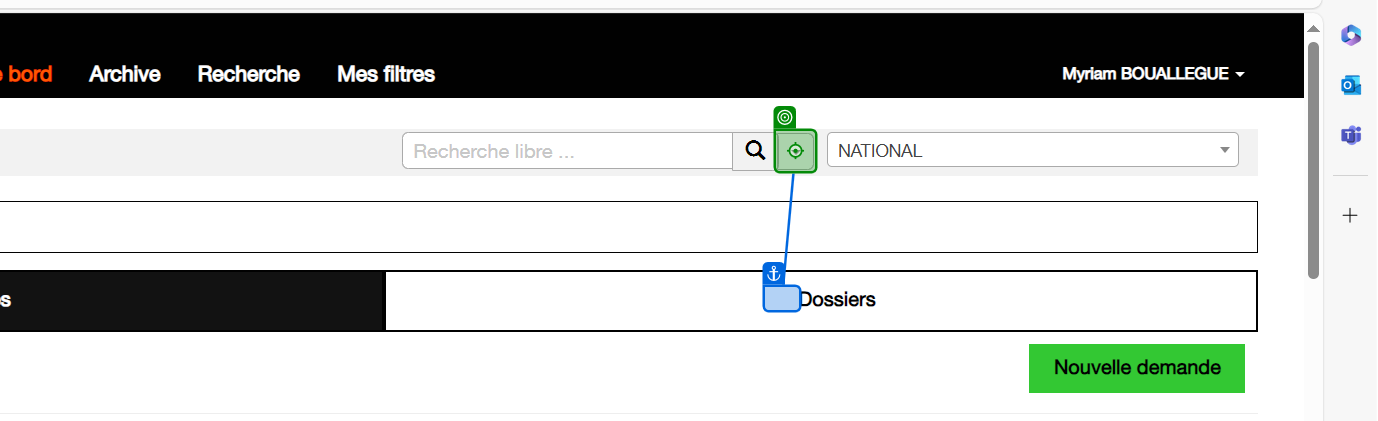 bord
Archive
Recherche
Mes filtres
Myriam BOUALLEGUE
Recherche libre ...
NATIONAL
Dossiers
Nouvelle demande